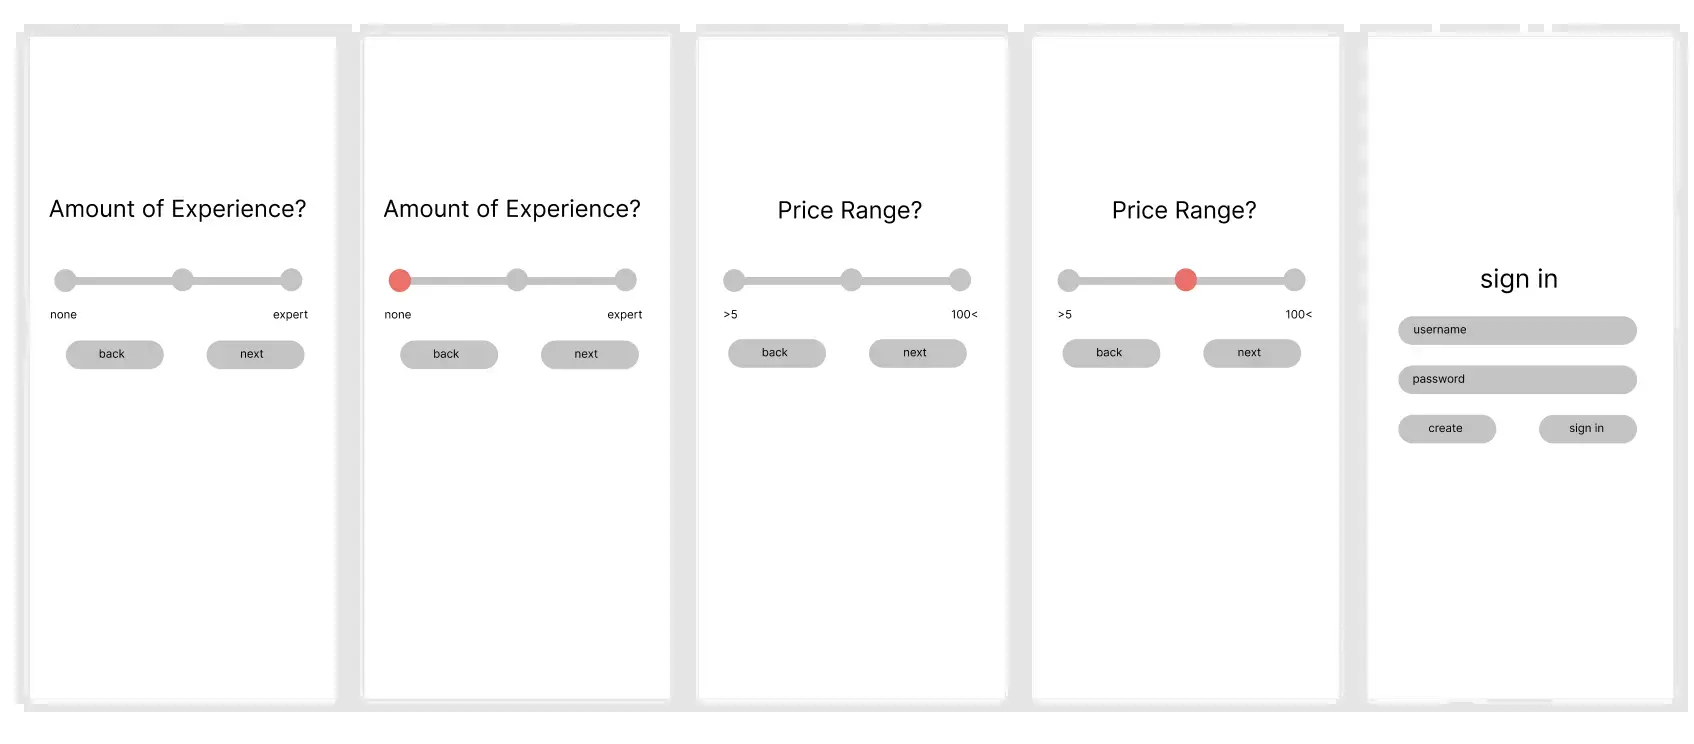 Amount of Experience?
none expert
back next
Amount of Experience?
none expert
back next
Price Range?
>5 100<
back next
Price Range?
>5 100<
back next
sign in
username
password
create sign in